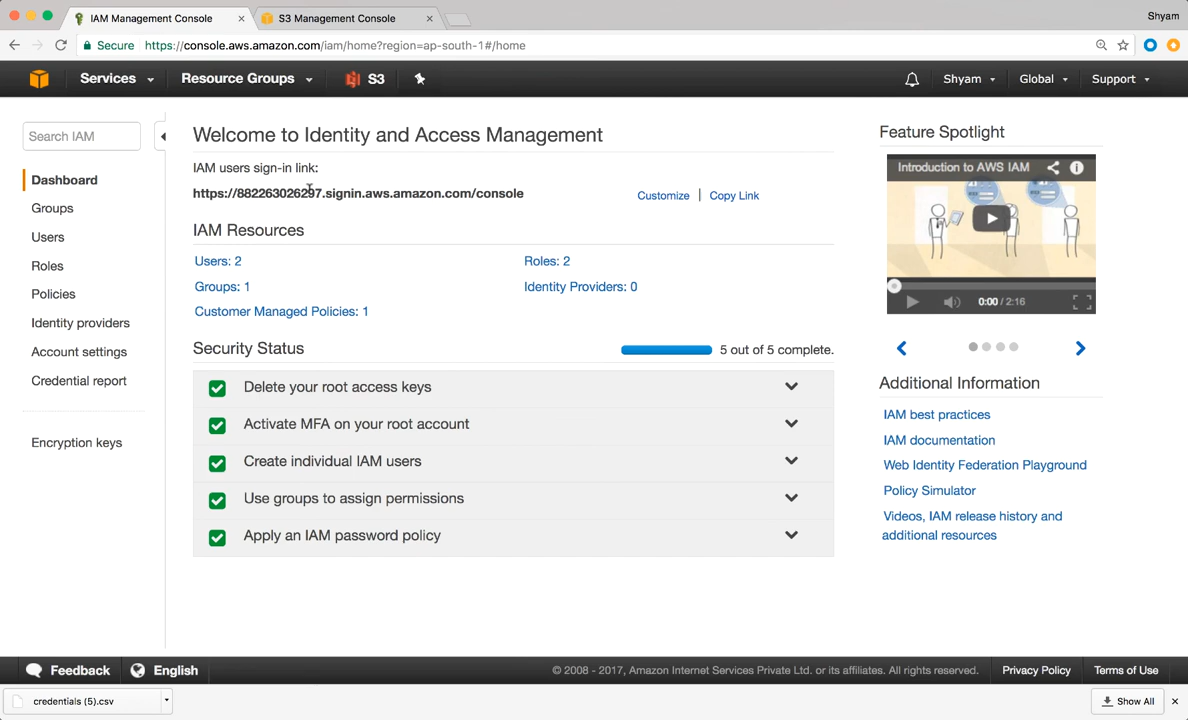 IAM Management Console
S3 Management Console
Shyam
Secure
https://console.aws.amazon.com/iam/home?region=ap-south-1#/home
Services
Resource Groups
S3
Shyam
Global
Support
Search IAM
Dashboard
Groups
Users
Roles
Policies
Identity providers
Account settings
Credential report
Encryption keys
Welcome to Identity and Access Management
IAM users sign-in link:
https://882263026297.signin.aws.amazon.com/console
Customize | Copy Link
IAM Resources
Users: 2
Roles: 2
Groups: 1
Identity Providers: 0
Customer Managed Policies: 1
Security Status
5 out of 5 complete.
Delete your root access keys
Activate MFA on your root account
Create individual IAM users
Use groups to assign permissions
Apply an IAM password policy
Feature Spotlight
Introduction to AWS IAM
0:00 / 2:16
Additional Information
IAM best practices
IAM documentation
Web Identity Federation Playground
Policy Simulator
Videos, IAM release history and
additional resources
Feedback
English
© 2008 - 2017, Amazon Internet Services Private Ltd. or its affiliates. All rights reserved.
Privacy Policy
Terms of Use
credentials (5).csv
Show All